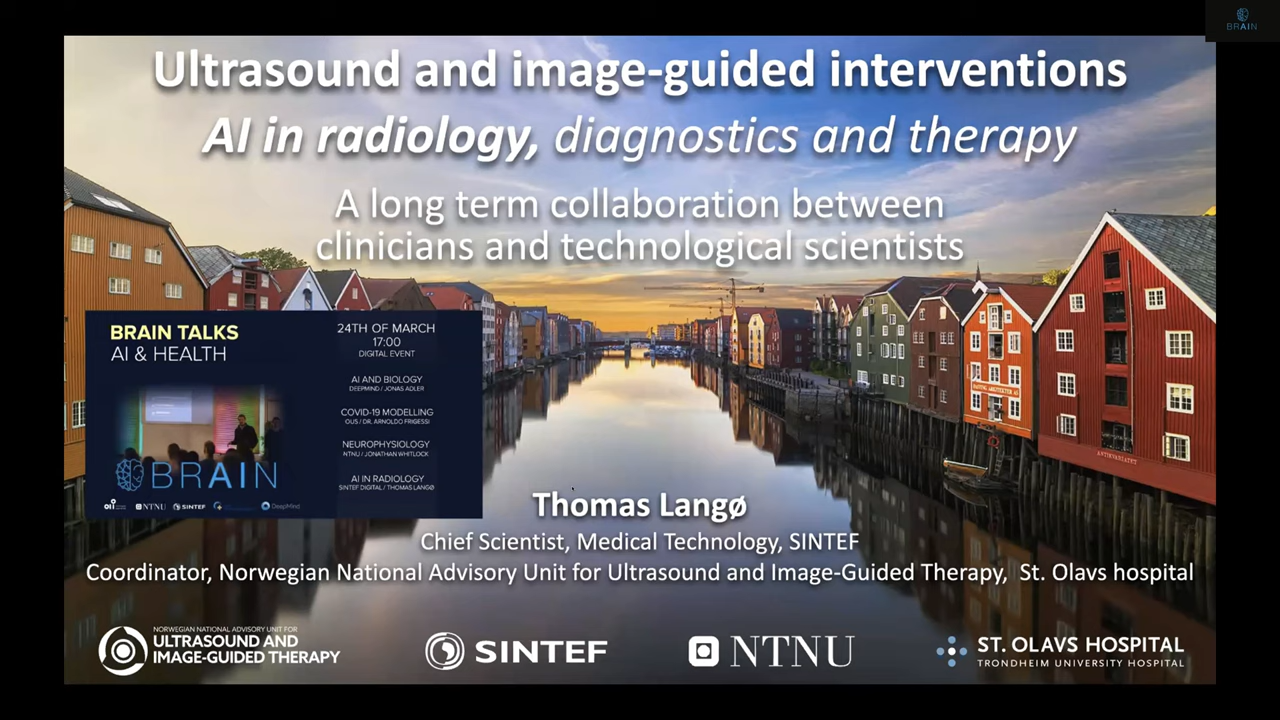 BRAIN
Ultrasound and image-guided interventions
AI in radiology, diagnostics and therapy
A long term collaboration between
clinicians and technological scientists
BRAIN TALKS
AI & HEALTH
24TH OF MARCH
17:00
DIGITAL EVENT
AI AND BIOLOGY
DEEPMIND / JONAS ADLER
COVID-19 MODELLING
OUS / DR. ARNOLDO FRIGESSI
NEUROPHYSIOLOGY
NTNU / JONATHAN WHITLOCK
AI IN RADIOLOGY
SINTEF DIGITAL / THOMAS LANGØ
BRAIN
NTNU
SINTEF
DeepMind
ANTIKVARIATET
Thomas Langø
Chief Scientist, Medical Technology, SINTEF
Coordinator, Norwegian National Advisory Unit for Ultrasound and Image-Guided Therapy, St. Olavs hospital
NORWEGIAN NATIONAL ADVISORY UNIT FOR
ULTRASOUND AND
IMAGE-GUIDED THERAPY
SINTEF
NTNU
ST. OLAVS HOSPITAL
TRONDHEIM UNIVERSITY HOSPITAL